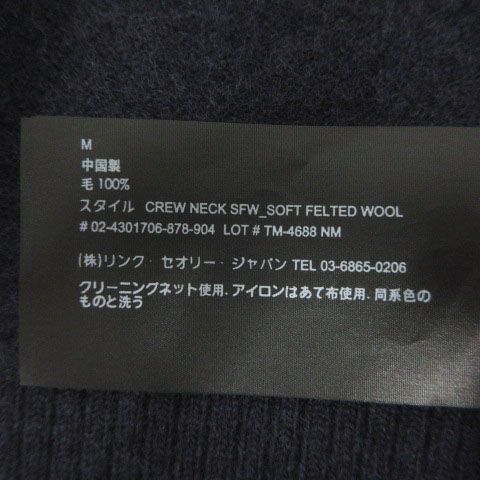 M
中国製
毛 100%
スタイル CREW NECK SFW_SOFT FELTED WOOL
# 02-4301706-878-904 LOT # TM-4688 NM
(株)リンク・セオリー・ジャパン TEL 03-6865-0206
クリーニングネット使用.アイロンはあて布使用.同系色の
ものと洗う